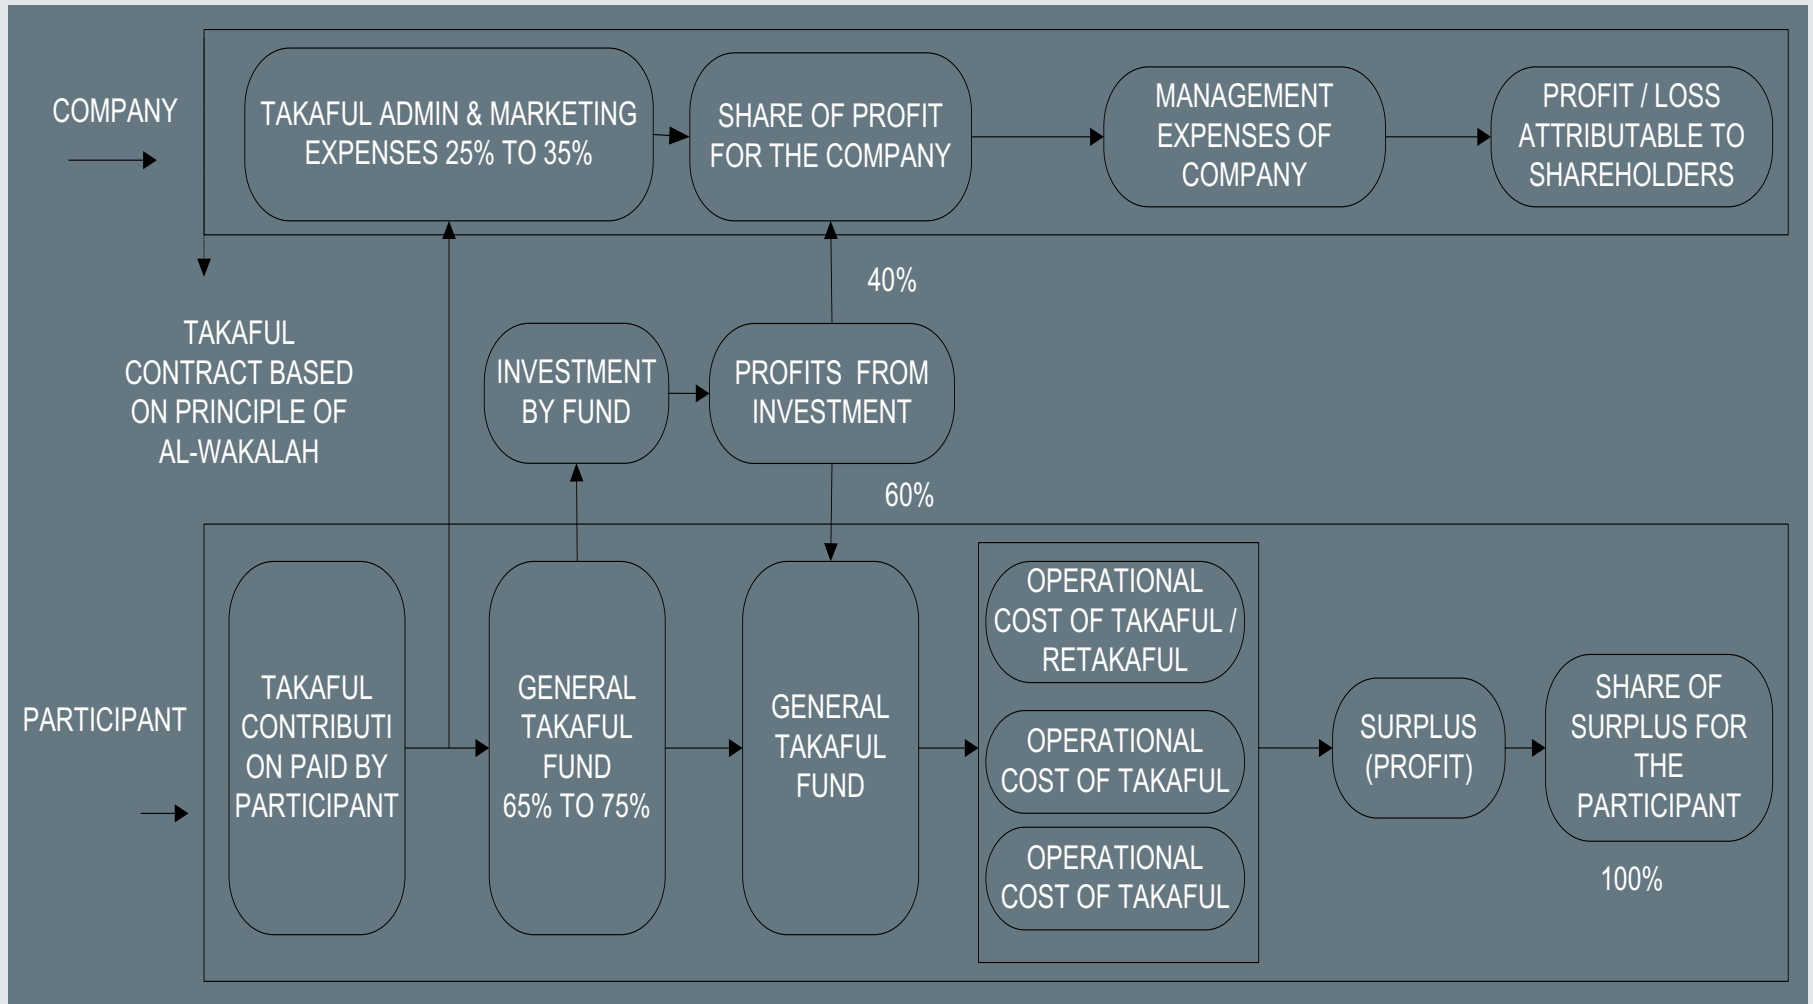 COMPANY
TAKAFUL ADMIN & MARKETING
EXPENSES 25% TO 35%
SHARE OF PROFIT
FOR THE COMPANY
MANAGEMENT
EXPENSES OF
COMPANY
PROFIT / LOSS
ATTRIBUTABLE TO
SHAREHOLDERS
40%
TAKAFUL
CONTRACT BASED
ON PRINCIPLE OF
AL-WAKALAH
INVESTMENT
BY FUND
PROFITS FROM
INVESTMENT
60%
PARTICIPANT
TAKAFUL
CONTRIBUTI
ON PAID BY
PARTICIPANT
GENERAL
TAKAFUL
FUND
65% TO 75%
GENERAL
TAKAFUL
FUND
OPERATIONAL
COST OF TAKAFUL /
RETAKAFUL
OPERATIONAL
COST OF TAKAFUL
OPERATIONAL
COST OF TAKAFUL
SURPLUS
(PROFIT)
SHARE OF
SURPLUS FOR
THE
PARTICIPANT
100%